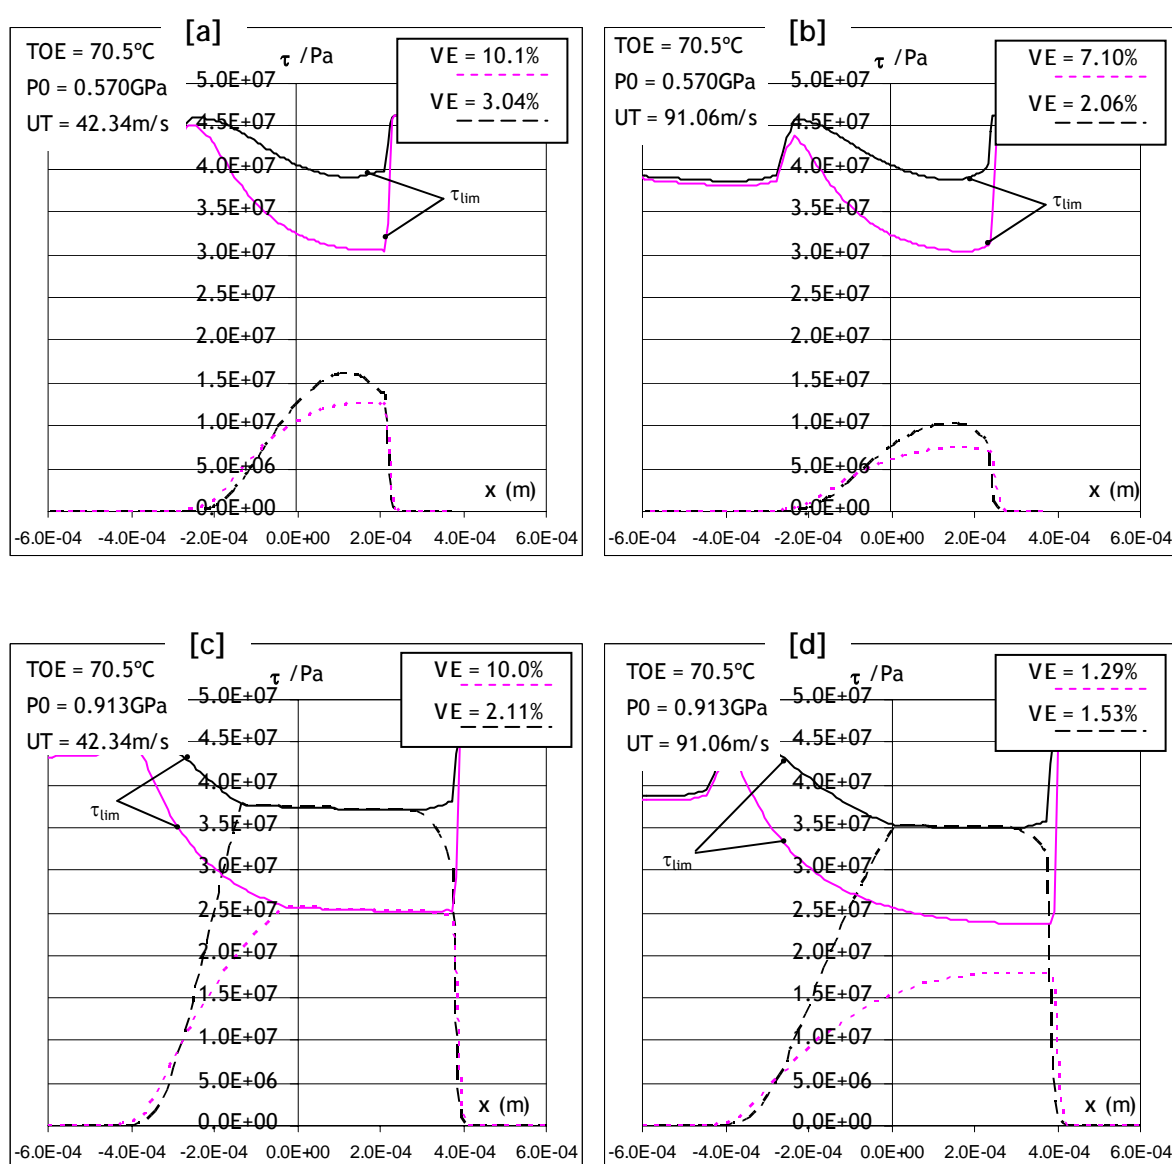 [a]
TOE = 70.5ºC
P0 = 0.570GPa
UT = 42.34m/s
τ /Pa
VE = 10.1%
VE = 3.04%
5.0E+07
4.5E+07
4.0E+07
3.5E+07
3.0E+07
2.5E+07
2.0E+07
1.5E+07
1.0E+07
5.0E+06
0.0E+00
τlim
x (m)
-6.0E-04 -4.0E-04 -2.0E-04 0.0E+00 2.0E-04 4.0E-04 6.0E-04
[b]
TOE = 70.5ºC
P0 = 0.570GPa
UT = 91.06m/s
τ /Pa
VE = 7.10%
VE = 2.06%
5.0E+07
4.5E+07
4.0E+07
3.5E+07
3.0E+07
2.5E+07
2.0E+07
1.5E+07
1.0E+07
5.0E+06
0.0E+00
τlim
x (m)
-6.0E-04 -4.0E-04 -2.0E-04 0.0E+00 2.0E-04 4.0E-04 6.0E-04
[c]
TOE = 70.5ºC
P0 = 0.913GPa
UT = 42.34m/s
τ /Pa
VE = 10.0%
VE = 2.11%
5.0E+07
4.5E+07
4.0E+07
3.5E+07
3.0E+07
2.5E+07
2.0E+07
1.5E+07
1.0E+07
5.0E+06
0.0E+00
τlim
x (m)
-6.0E-04 -4.0E-04 -2.0E-04 0.0E+00 2.0E-04 4.0E-04 6.0E-04
[d]
TOE = 70.5ºC
P0 = 0.913GPa
UT = 91.06m/s
τ /Pa
VE = 1.29%
VE = 1.53%
5.0E+07
4.5E+07
4.0E+07
3.5E+07
3.0E+07
2.5E+07
2.0E+07
1.5E+07
1.0E+07
5.0E+06
0.0E+00
τlim
x (m)
-6.0E-04 -4.0E-04 -2.0E-04 0.0E+00 2.0E-04 4.0E-04 6.0E-04